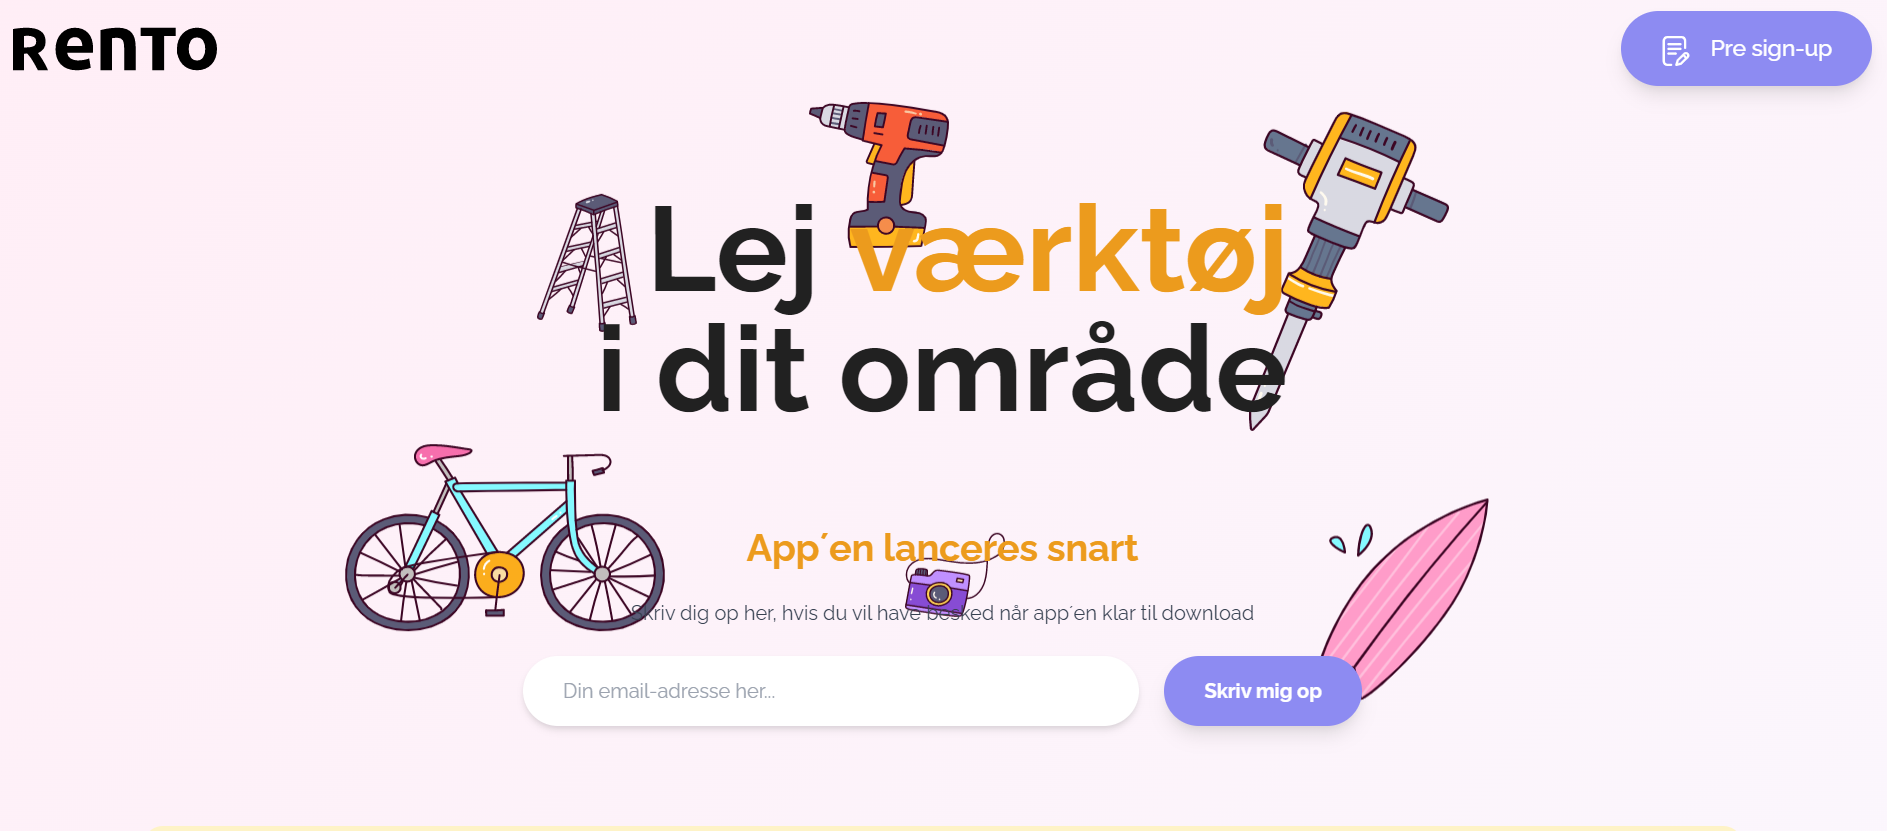 RENTO
Pre sign-up
Lej værktøj
i dit område
App´en lanceres snart
Skriv dig op her, hvis du vil have besked når app´en klar til download
Din email-adresse her...
Skriv mig op